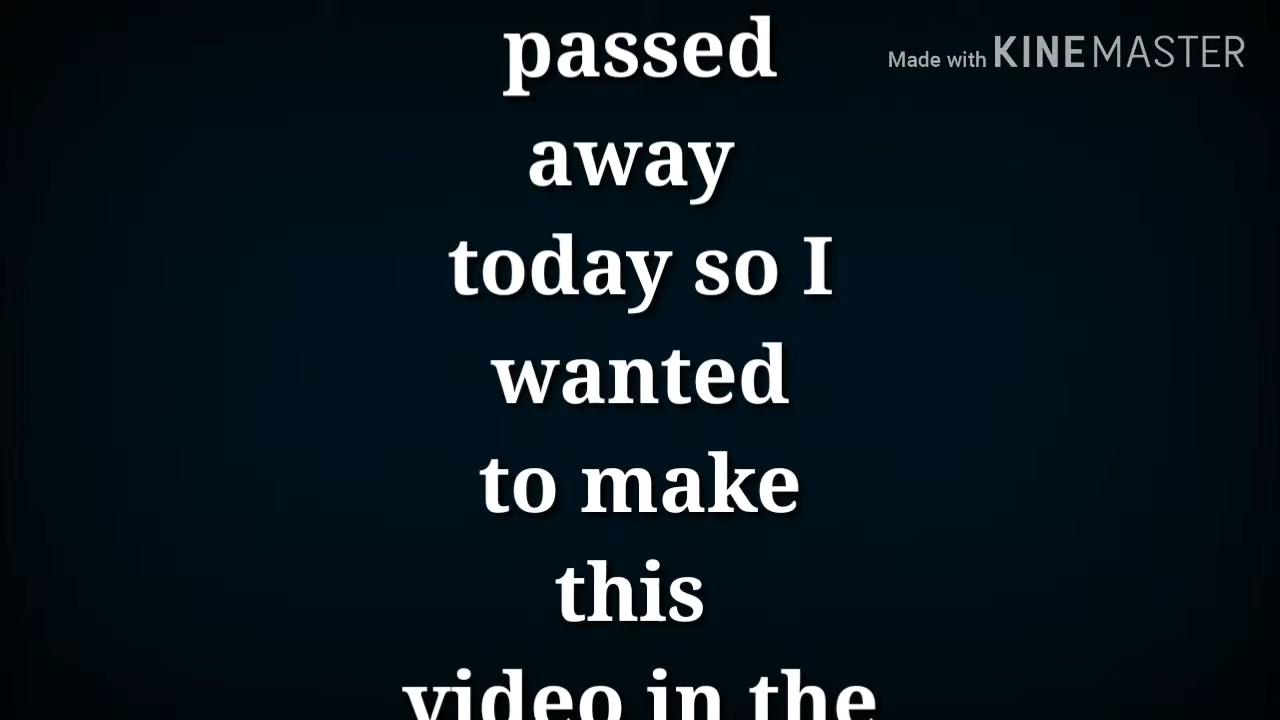 passed
Made with KINEMASTER
away
today so I
wanted
to make
this
video in the